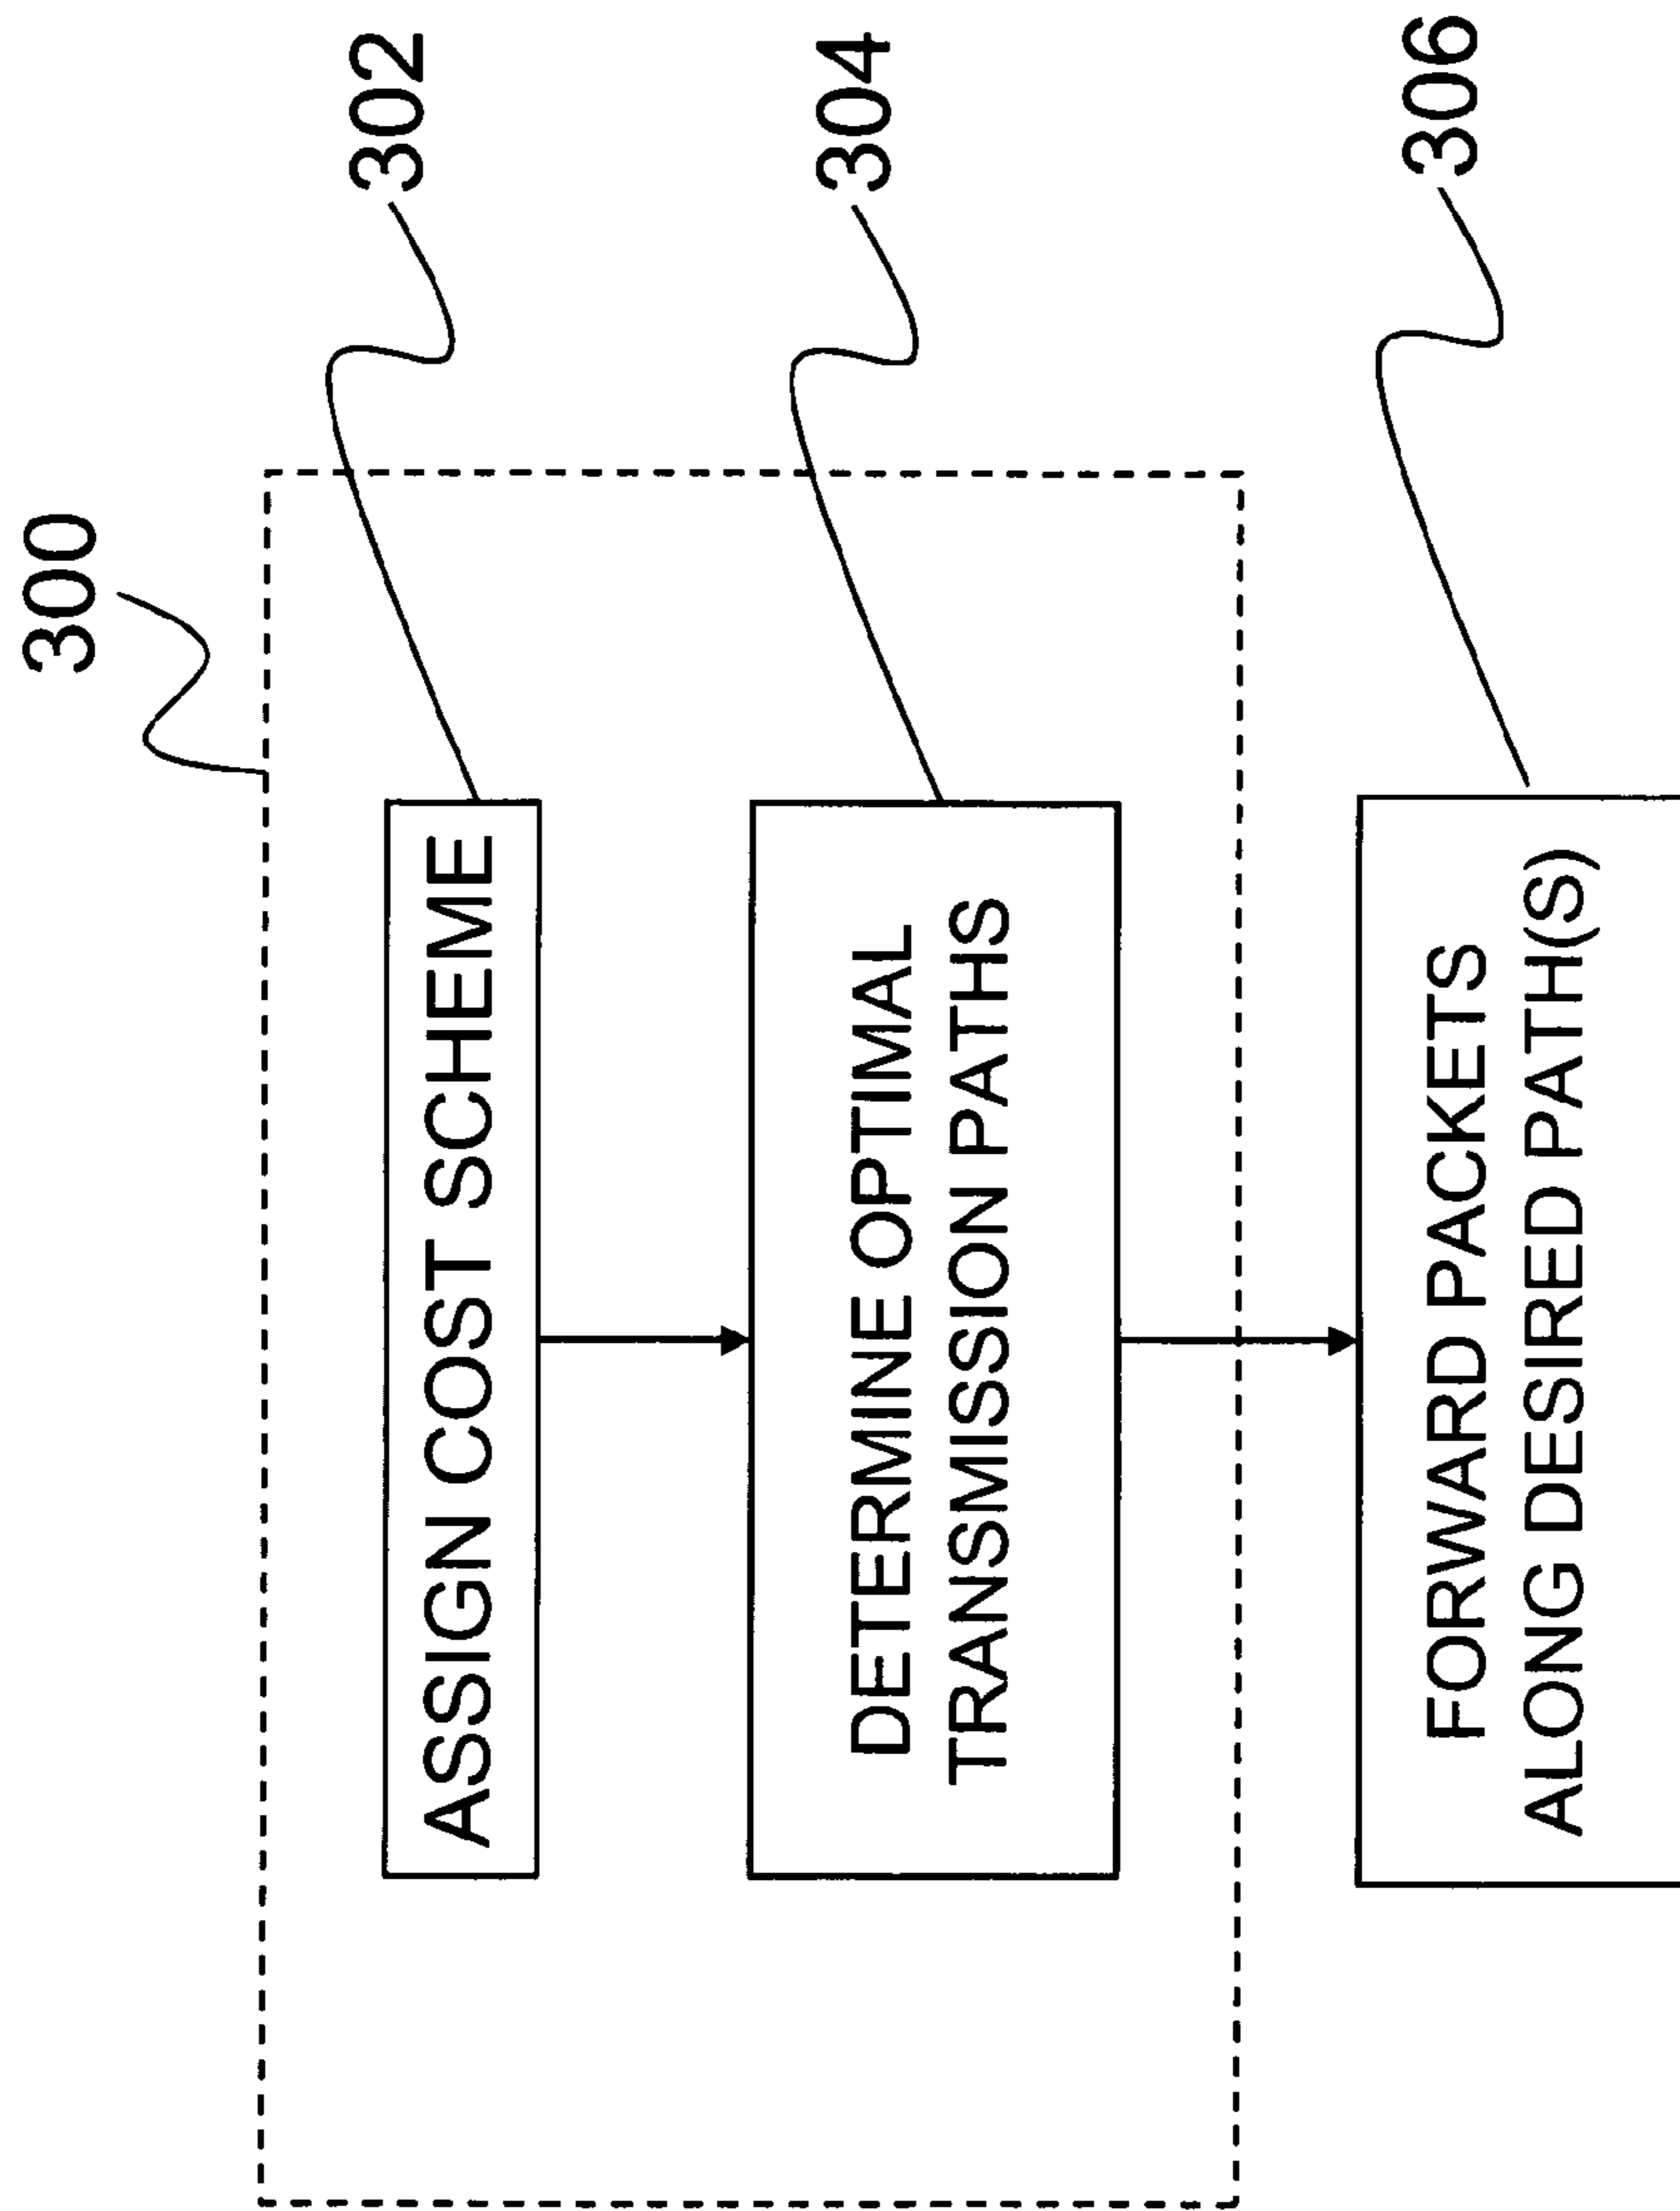 300
302
ASSIGN COST SCHEME
304
DETERMINE OPTIMAL
TRANSMISSION PATHS
306
FORWARD PACKETS
ALONG DESIRED PATH(S)